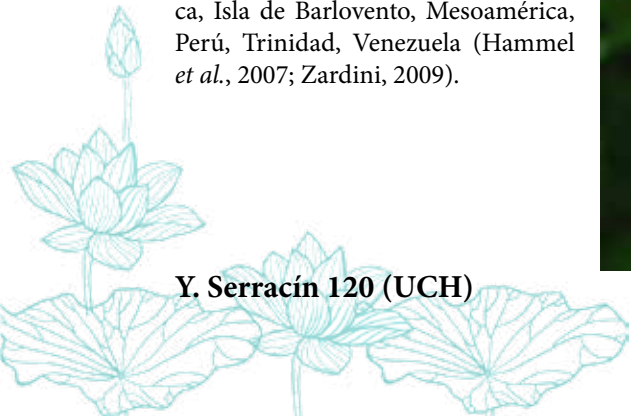 ca, Isla de Barlovento, Mesoamérica,
Perú, Trinidad, Venezuela (Hammel
et al., 2007; Zardini, 2009).
Y. Serracín 120 (UCH)